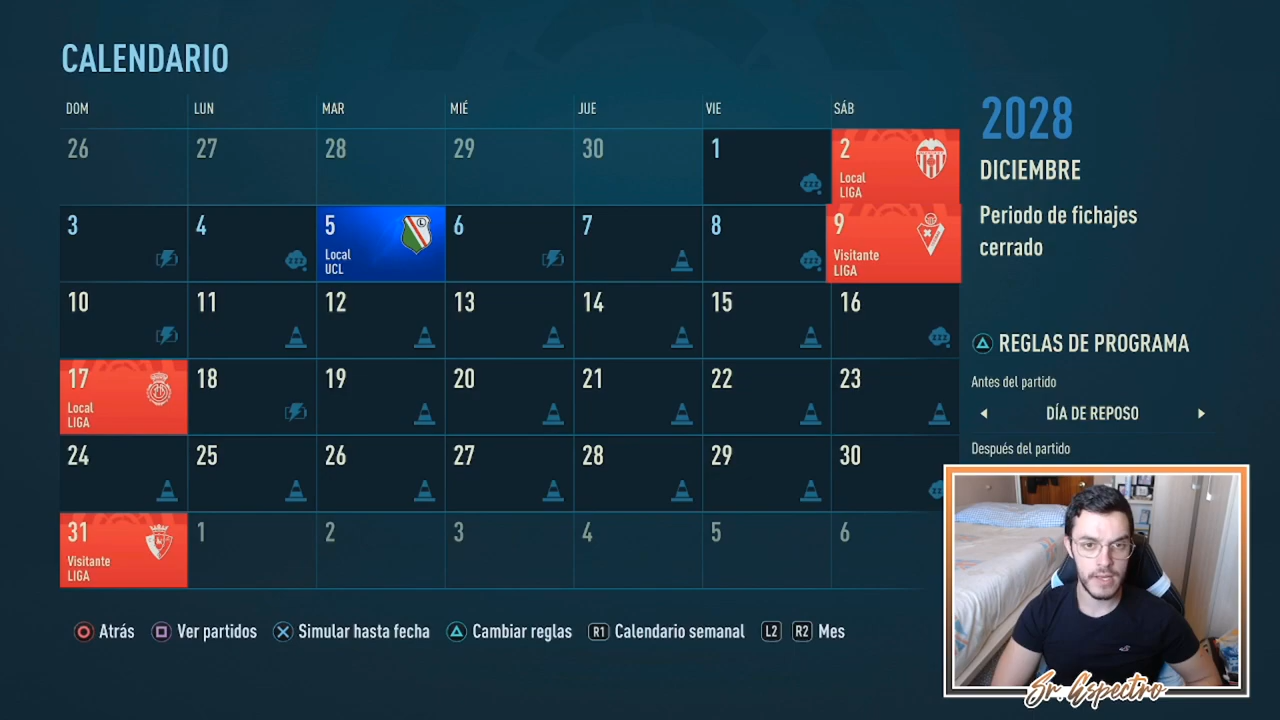 CALENDARIO
DOM LUN MAR MIÉ JUE VIE SÁB
26 27 28 29 30 1 2
Local
LIGA
3 4 5 6 7 8 9
Local
UCL
Visitante
LIGA
10 11 12 13 14 15 16
17 18 19 20 21 22 23
Local
LIGA
24 25 26 27 28 29 30
31 1 2 3 4 5 6
Visitante
LIGA
2028
DICIEMBRE
Periodo de fichajes
cerrado
REGLAS DE PROGRAMA
Antes del partido
DÍA DE REPOSO
Después del partido
Atrás Ver partidos Simular hasta fecha Cambiar reglas R1 Calendario semanal L2 R2 Mes
Sr. Aspectro